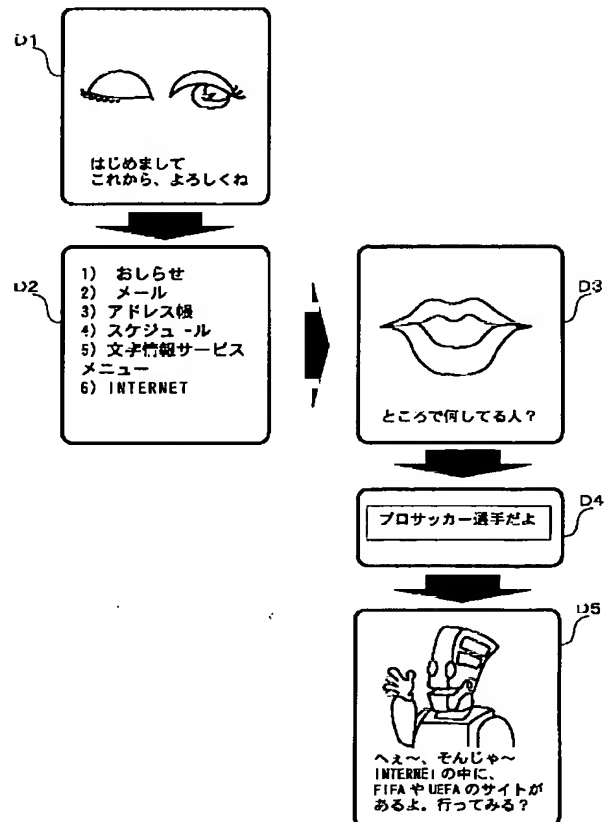 D1
はじめまして
これから、よろしくね
D2
1) おしらせ
2) メール
3) アドレス帳
4) スケジュール
5) 文字情報サービス
メニュー
6) INTERNET
D3
ところで何してる人?
D4
プロサッカー選手だよ
D5
へぇ～、そんじゃ～
INTERNETの中に、
FIFAやUEFAのサイトが
あるよ。行ってみる?